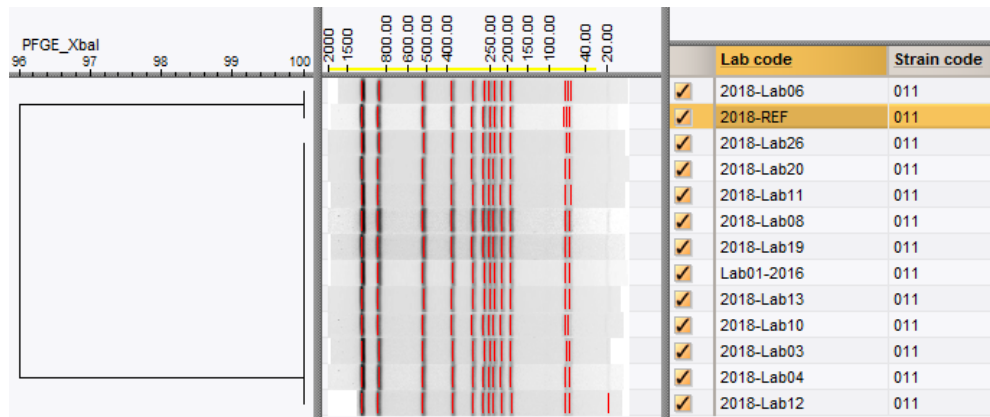 PFGE_XbaI
96 97 98 99 100
2000 1500 800.00 600.00 500.00 400.00 250.00 200.00 150.00 100.00 40.00 20.00
Lab code Strain code
2018-Lab06 011
2018-REF 011
2018-Lab26 011
2018-Lab20 011
2018-Lab11 011
2018-Lab08 011
2018-Lab19 011
Lab01-2016 011
2018-Lab13 011
2018-Lab10 011
2018-Lab03 011
2018-Lab04 011
2018-Lab12 011